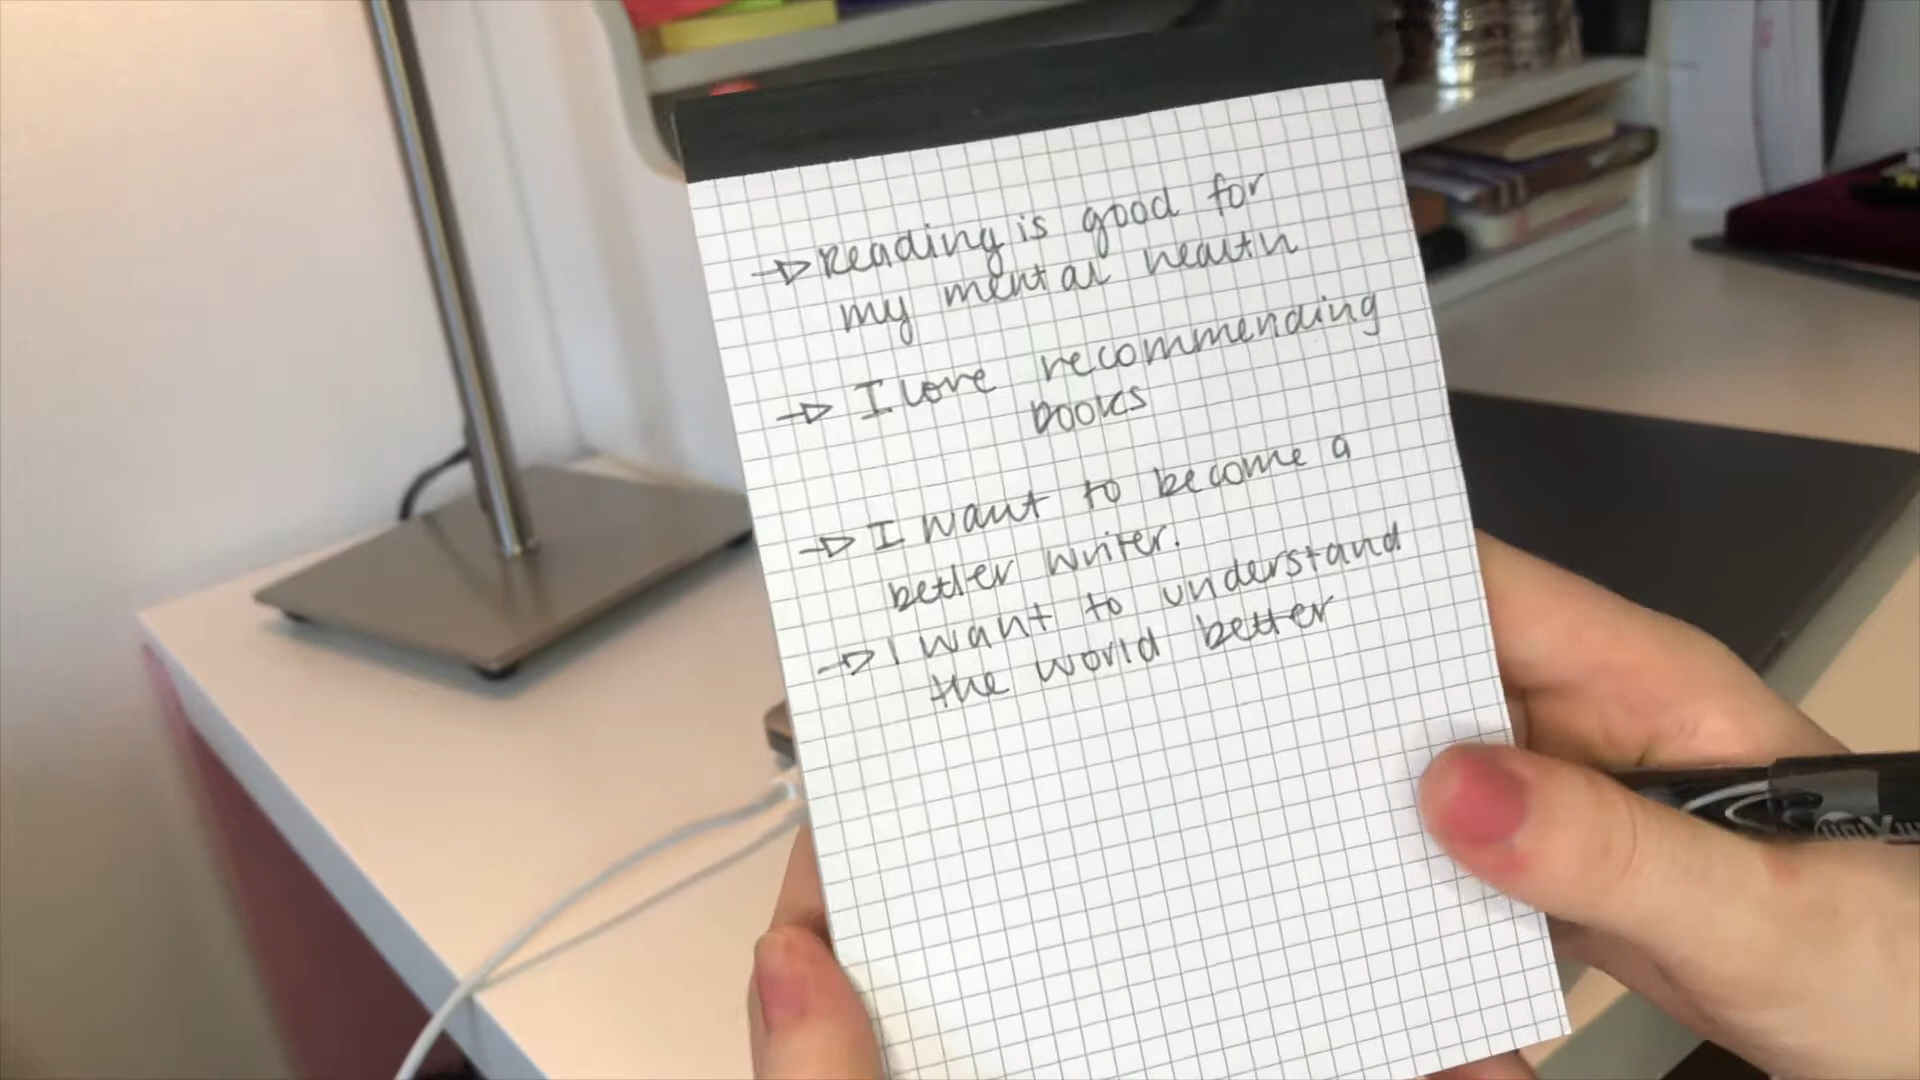 → Reading is good for
my mental health
→ I love recommending
books
→ I want to become a
better writer.
→ I want to understand
the world better